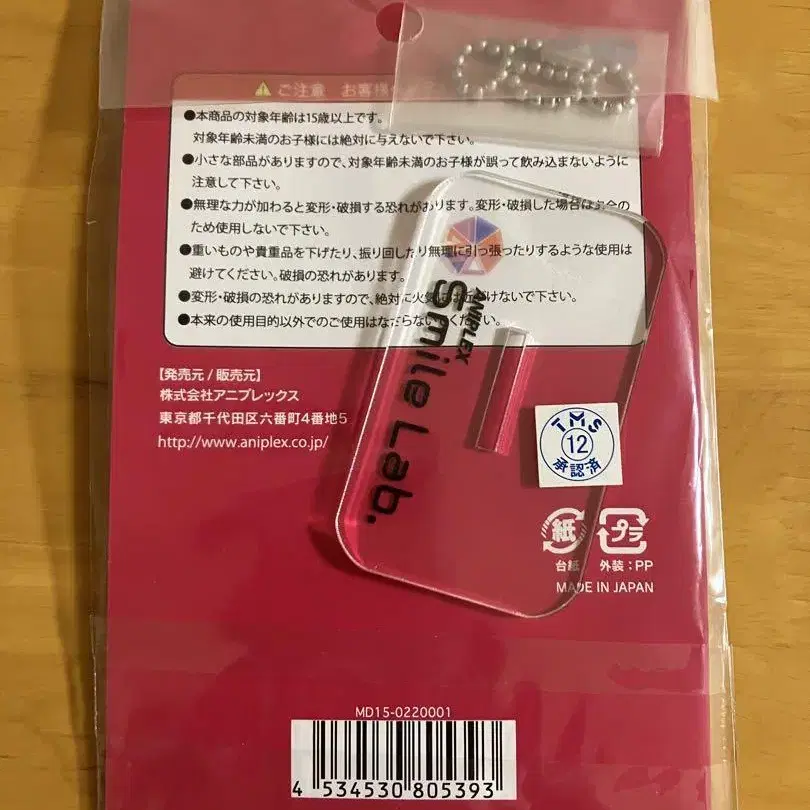 ご注意 お客様
●本商品の対象年齢は15歳以上です。
対象年齢未満のお子様には絶対に与えないで下さい。
●小さな部品がありますので、対象年齢未満のお子様が誤って飲み込まないように
注意して下さい。
●無理な力が加わると変形・破損する恐れがあります。変形・破損した場合は安全の
ため使用しないで下さい。
●重いものや貴重品を下げたり、振り回したり無理に引っ張ったりするような使用は
避けてください。破損の恐れがあります。
●変形・破損の恐れがありますので、絶対に火気には近づけないで下さい。
●本来の使用目的以外でのご使用はなさらないでください。
ANIPLEX
Smile Lab.
【発売元 / 販売元】
株式会社アニプレックス
東京都千代田区六番町4番地5
http://www.aniplex.co.jp/
TMS
12
承認済
紙 プラ
台紙 外装:PP
MADE IN JAPAN
MD15-0220001
4 534530 805393